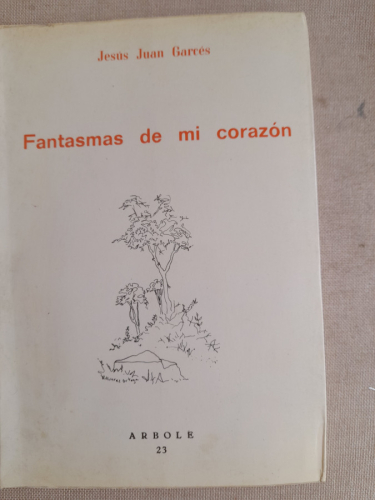 Jesús Juan Garcés
Fantasmas de mi corazón
ARBOLE
23